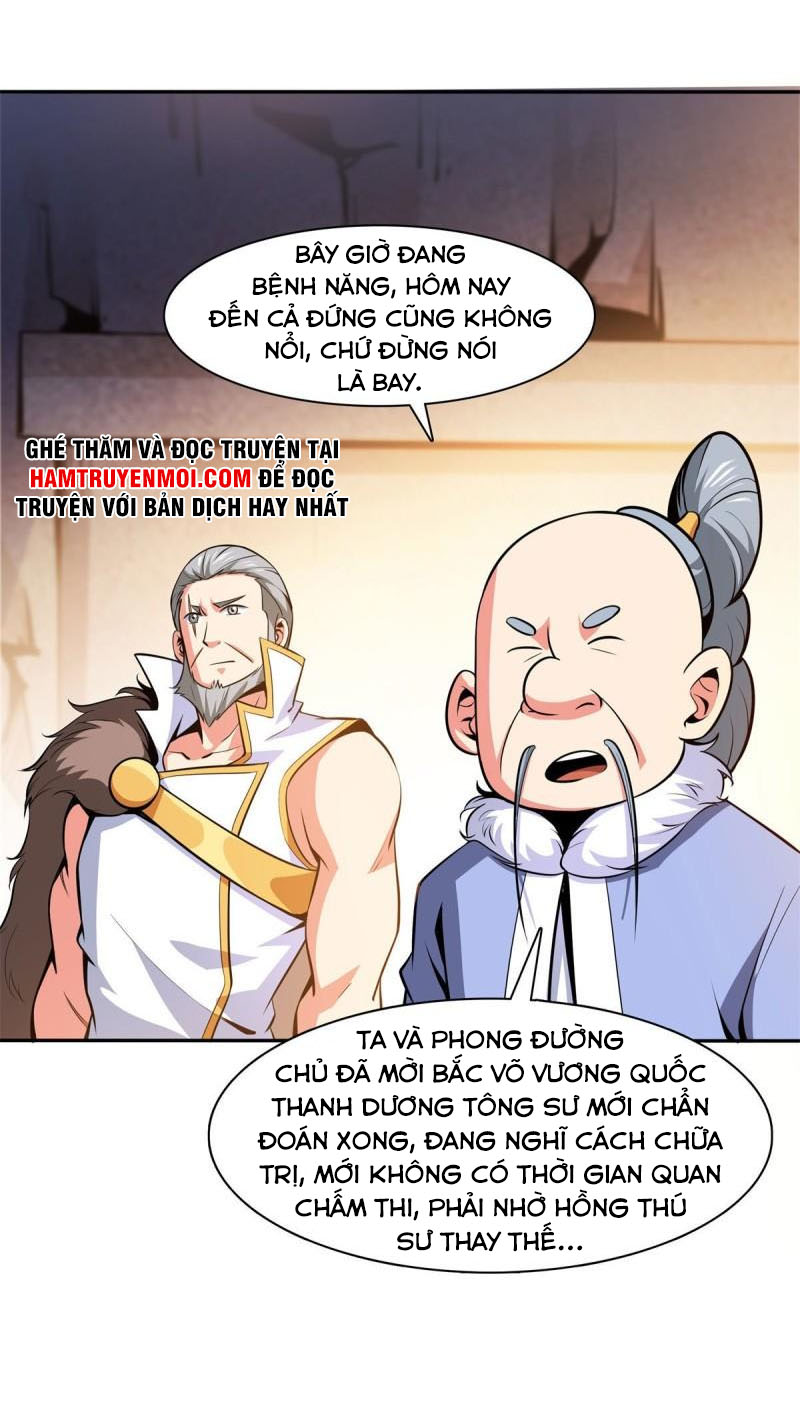 BÂY GIỜ ĐANG
BỆNH NĂNG, HÔM NAY
ĐẾN CẢ ĐỨNG CŨNG KHÔNG
NỔI, CHỨ ĐỪNG NÓI
LÀ BAY.
GHÉ THĂM VÀ ĐỌC TRUYỆN TẠI
HAMTRUYENMOI.COM ĐỂ ĐỌC
TRUYỆN VỚI BẢN DỊCH HAY NHẤT
TA VÀ PHONG ĐƯỜNG
CHỦ ĐÃ MỜI BẮC VÕ VƯƠNG QUỐC
THANH DƯƠNG TÔNG SƯ MỚI CHẨN
ĐOÁN XONG, ĐANG NGHĨ CÁCH CHỮA
TRỊ, MỚI KHÔNG CÓ THỜI GIAN QUAN
CHẤM THI, PHẢI NHỜ HỒNG THÚ
SƯ THAY THẾ...